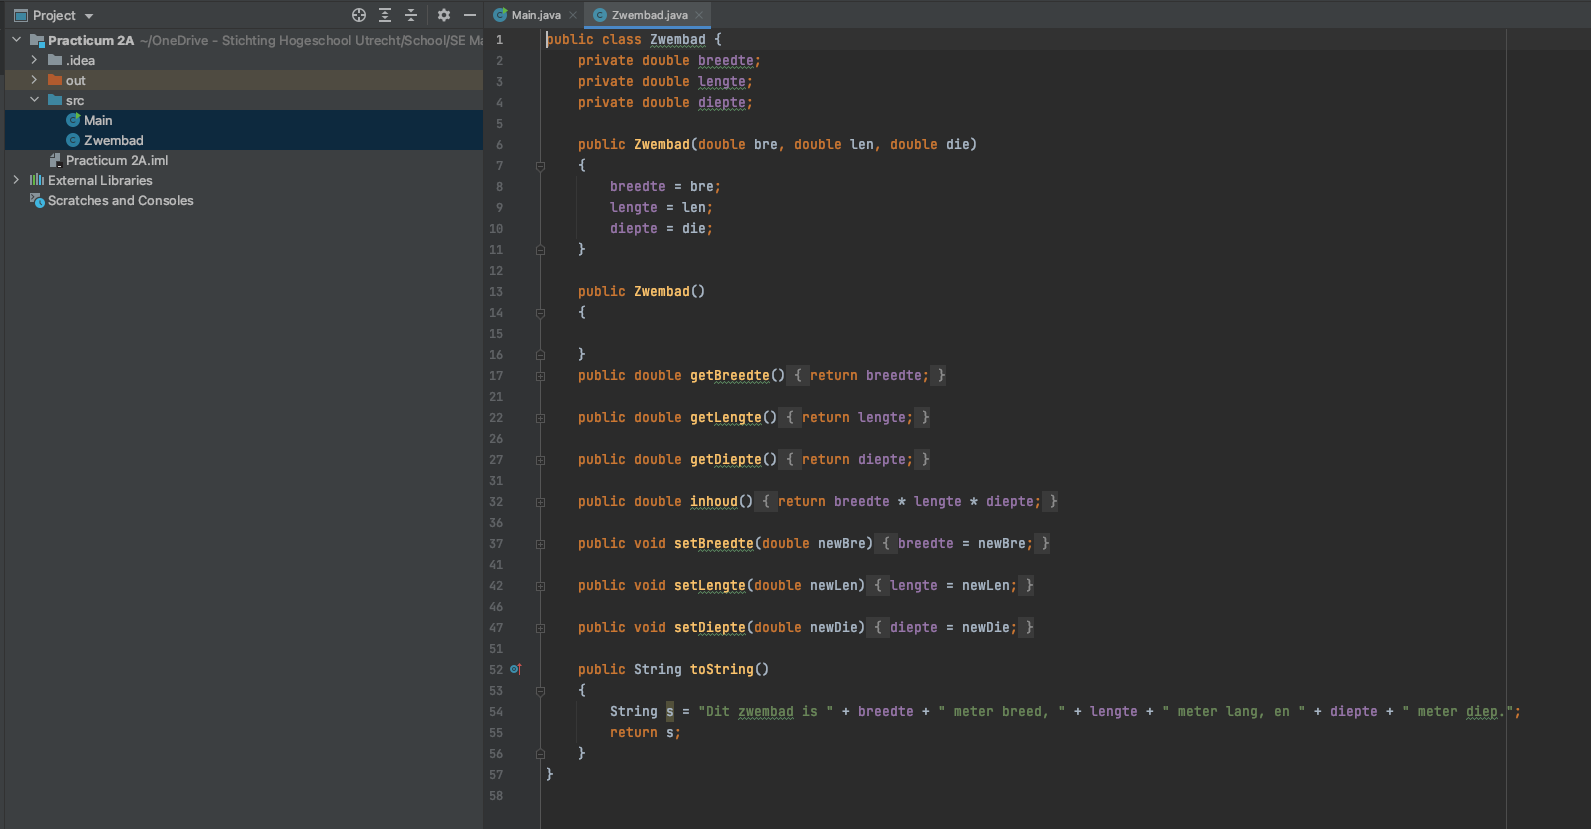 Project
Main.java
Zwembad.java
Practicum 2A ~/OneDrive - Stichting Hogeschool Utrecht/School/SE Ma
.idea
out
src
Main
Zwembad
Practicum 2A.iml
External Libraries
Scratches and Consoles
1 public class Zwembad {
2 private double breedte;
3 private double lengte;
4 private double diepte;
5
6 public Zwembad(double bre, double len, double die)
7 {
8 breedte = bre;
9 lengte = len;
10 diepte = die;
11 }
12
13 public Zwembad()
14 {
15
16 }
17 public double getBreedte() { return breedte; }
21
22 public double getLengte() { return lengte; }
26
27 public double getDiepte() { return diepte; }
31
32 public double inhoud() { return breedte * lengte * diepte; }
36
37 public void setBreedte(double newBre) { breedte = newBre; }
41
42 public void setLengte(double newLen) { lengte = newLen; }
46
47 public void setDiepte(double newDie) { diepte = newDie; }
51
52 public String toString()
53 {
54 String s = "Dit zwembad is " + breedte + " meter breed, " + lengte + " meter lang, en " + diepte + " meter diep.";
55 return s;
56 }
57 }
58